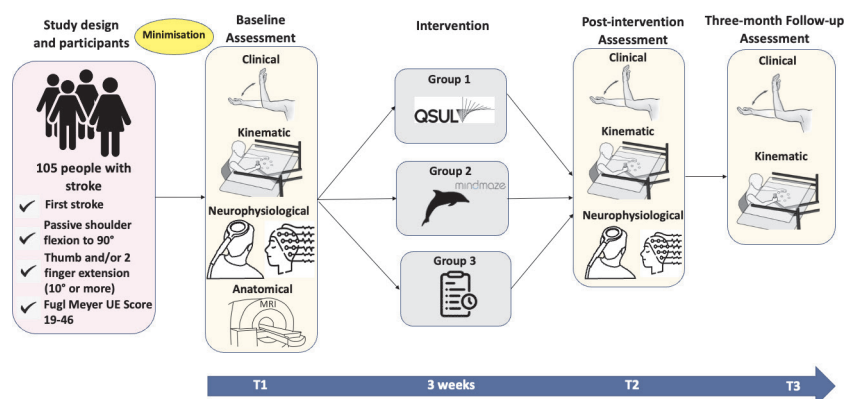 Study design
and participants
Minimisation
Baseline
Assessment
Intervention
Post-intervention
Assessment
Three-month Follow-up
Assessment
105 people with
stroke
First stroke
Passive shoulder
flexion to 90°
Thumb and/or 2
finger extension
(10° or more)
Fugl Meyer UE Score
19-46
Clinical
Kinematic
Neurophysiological
Anatomical
MRI
Group 1
QSUL
Group 2
mindmaze
Group 3
Clinical
Kinematic
Neurophysiological
Clinical
Kinematic
T1
3 weeks
T2
T3